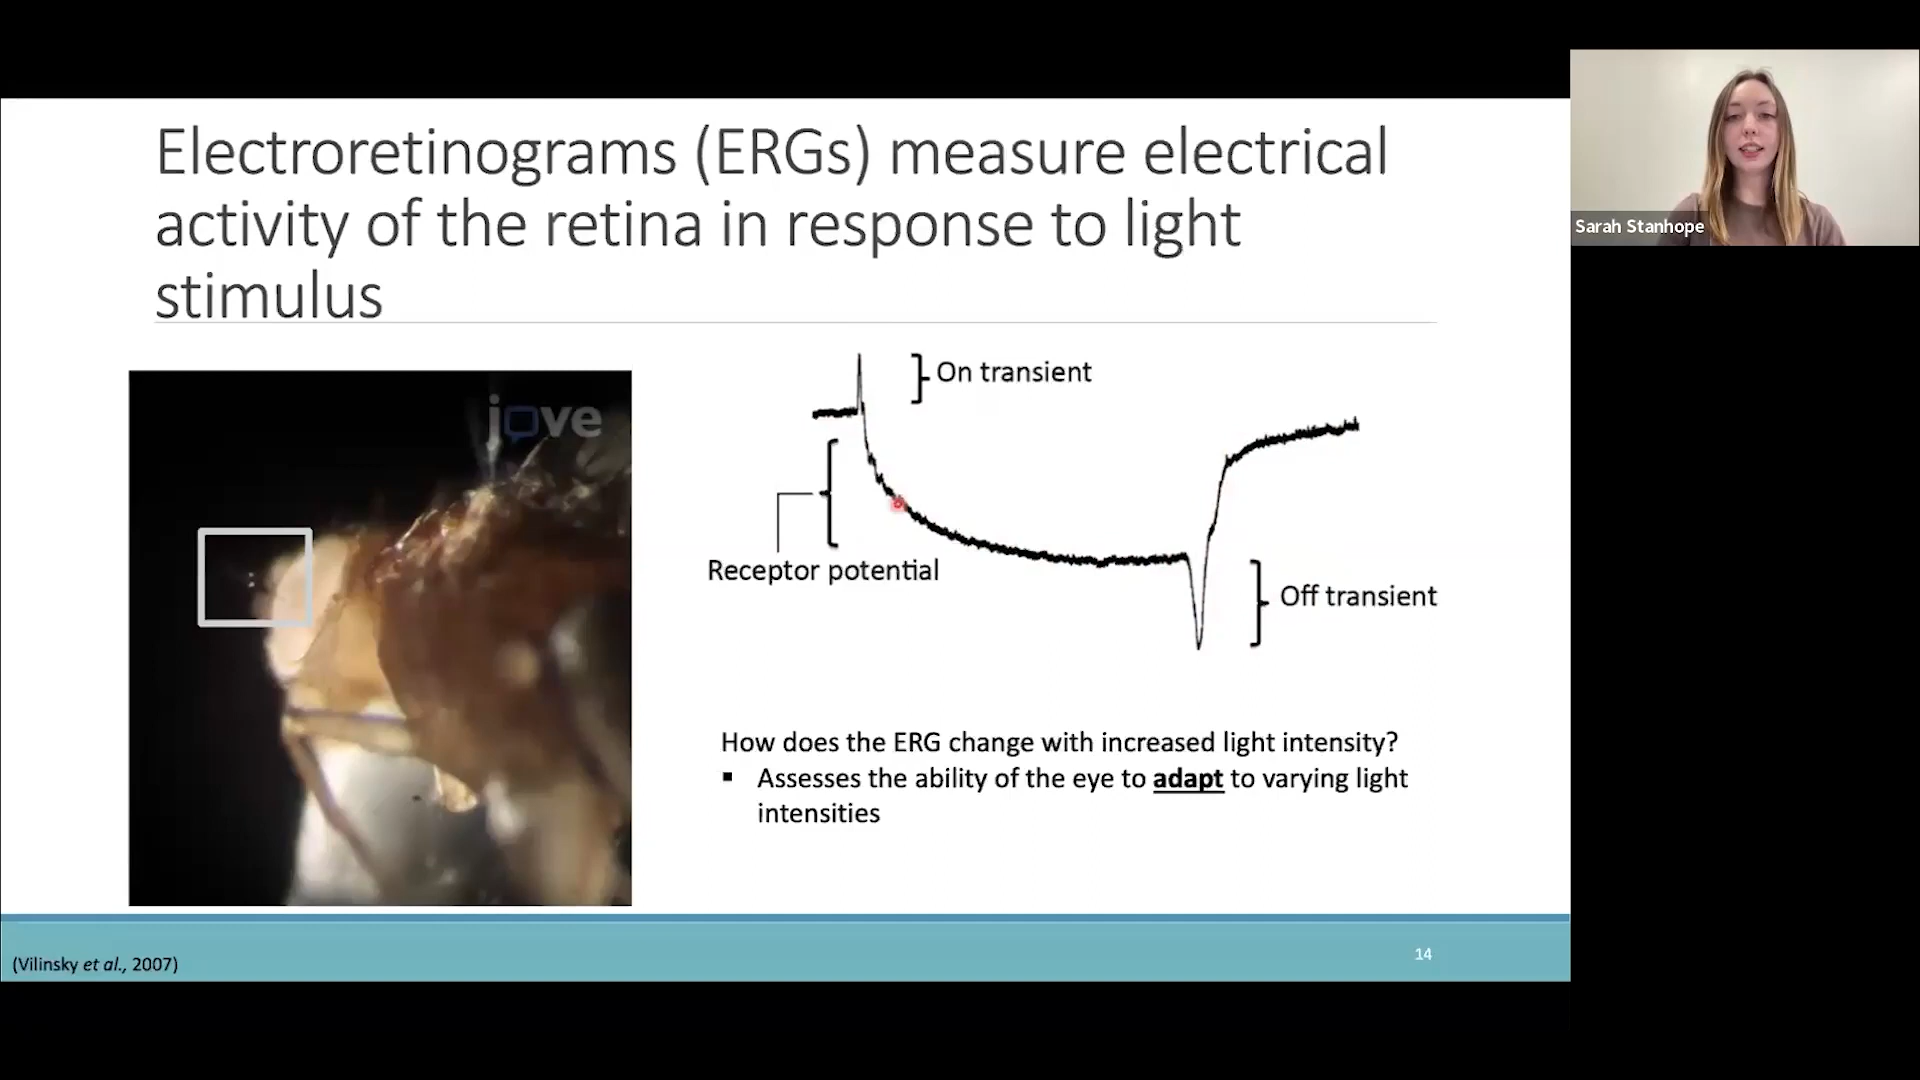 Electroretinograms (ERGs) measure electrical
activity of the retina in response to light
stimulus
Sarah Stanhope
jove
On transient
Receptor potential
Off transient
How does the ERG change with increased light intensity?
▪ Assesses the ability of the eye to adapt to varying light
intensities
(Vilinsky et al., 2007)
14